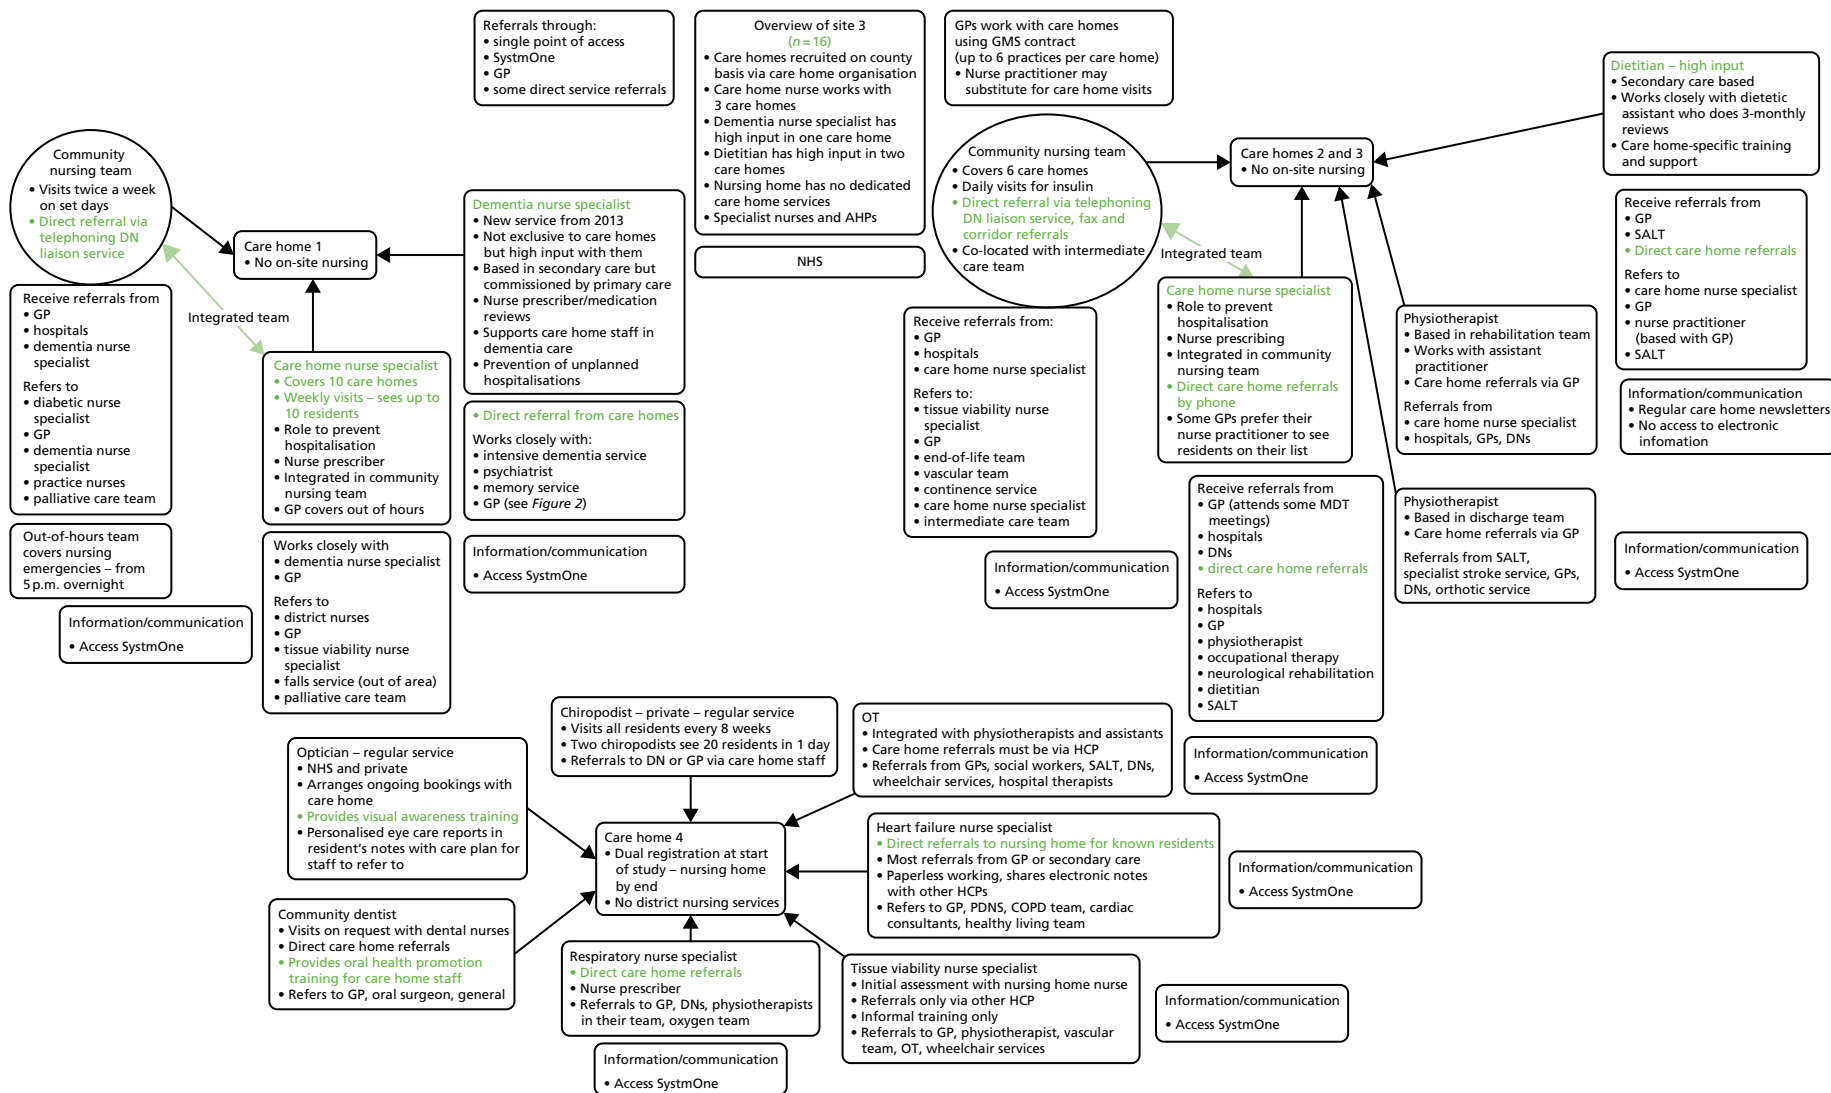 Referrals through:
• single point of access
• SystmOne
• GP
• some direct service referrals
Overview of site 3
(n = 16)
• Care homes recruited on county
basis via care home organisation
• Care home nurse works with
3 care homes
• Dementia nurse specialist has
high input in one care home
• Dietitian has high input in two
care homes
• Nursing home has no dedicated
care home services
• Specialist nurses and AHPs
NHS
GPs work with care homes
using GMS contract
(up to 6 practices per care home)
• Nurse practitioner may
substitute for care home visits
Community
nursing team
• Visits twice a week
on set days
• Direct referral via
telephoning DN
liaison service
Receive referrals from
• GP
• hospitals
• dementia nurse
specialist
Refers to
• diabetic nurse
specialist
• GP
• dementia nurse
specialist
• practice nurses
• palliative care team
Out-of-hours team
covers nursing
emergencies – from
5 p.m. overnight
Information/communication
• Access SystmOne
Integrated team
Care home 1
• No on-site nursing
Care home nurse specialist
• Covers 10 care homes
• Weekly visits – sees up to
10 residents
• Role to prevent
hospitalisation
• Nurse prescriber
• Integrated in community
nursing team
• GP covers out of hours
Works closely with
• dementia nurse specialist
• GP
Refers to
• district nurses
• GP
• tissue viability nurse
specialist
• falls service (out of area)
• palliative care team
Dementia nurse specialist
• New service from 2013
• Not exclusive to care homes
but high input with them
• Based in secondary care but
commissioned by primary care
• Nurse prescriber/medication
reviews
• Supports care home staff in
dementia care
• Prevention of unplanned
hospitalisations
• Direct referral from care homes
Works closely with:
• intensive dementia service
• psychiatrist
• memory service
• GP (see Figure 2)
Information/communication
• Access SystmOne
Community nursing team
• Covers 6 care homes
• Daily visits for insulin
• Direct referral via telephoning
DN liaison service, fax and
corridor referrals
• Co-located with intermediate
care team
Receive referrals from:
• GP
• hospitals
• care home nurse specialist
Refers to:
• tissue viability nurse
specialist
• GP
• end-of-life team
• vascular team
• continence service
• care home nurse specialist
• intermediate care team
Information/communication
• Access SystmOne
Integrated team
Care homes 2 and 3
• No on-site nursing
Care home nurse specialist
• Role to prevent
hospitalisation
• Nurse prescribing
• Integrated in community
nursing team
• Direct care home referrals
by phone
• Some GPs prefer their
nurse practitioner to see
residents on their list
Receive referrals from
• GP (attends some MDT
meetings)
• hospitals
• DNs
• direct care home referrals
Refers to
• hospitals
• GP
• physiotherapist
• occupational therapy
• neurological rehabilitation
• dietitian
• SALT
Information/communication
• Access SystmOne
Physiotherapist
• Based in rehabilitation team
• Works with assistant
practitioner
• Care home referrals via GP
Referrals from
• care home nurse specialist
• hospitals, GPs, DNs
Physiotherapist
• Based in discharge team
• Care home referrals via GP
Referrals from SALT,
specialist stroke service, GPs,
DNs, orthotic service
Dietitian – high input
• Secondary care based
• Works closely with dietetic
assistant who does 3-monthly
reviews
• Care home-specific training
and support
Receive referrals from
• GP
• SALT
• Direct care home referrals
Refers to
• care home nurse specialist
• GP
• nurse practitioner
(based with GP)
• SALT
Information/communication
• Regular care home newsletters
• No access to electronic
infomation
Information/communication
• Access SystmOne
Chiropodist – private – regular service
• Visits all residents every 8 weeks
• Two chiropodists see 20 residents in 1 day
• Referrals to DN or GP via care home staff
OT
• Integrated with physiotherapists and assistants
• Care home referrals must be via HCP
• Referrals from GPs, social workers, SALT, DNs,
wheelchair services, hospital therapists
Optician – regular service
• NHS and private
• Arranges ongoing bookings with
care home
• Provides visual awareness training
• Personalised eye care reports in
resident's notes with care plan for
staff to refer to
Care home 4
• Dual registration at start
of study – nursing home
by end
• No district nursing services
Heart failure nurse specialist
• Direct referrals to nursing home for known residents
• Most referrals from GP or secondary care
• Paperless working, shares electronic notes
with other HCPs
• Refers to GP, PDNS, COPD team, cardiac
consultants, healthy living team
Information/communication
• Access SystmOne
Community dentist
• Visits on request with dental nurses
• Direct care home referrals
• Provides oral health promotion
training for care home staff
• Refers to GP, oral surgeon, general
Respiratory nurse specialist
• Direct care home referrals
• Nurse prescriber
• Referrals to GP, DNs, physiotherapists
in their team, oxygen team
Information/communication
• Access SystmOne
Tissue viability nurse specialist
• Initial assessment with nursing home nurse
• Referrals only via other HCP
• Informal training only
• Referrals to GP, physiotherapist, vascular
team, OT, wheelchair services
Information/communication
• Access SystmOne